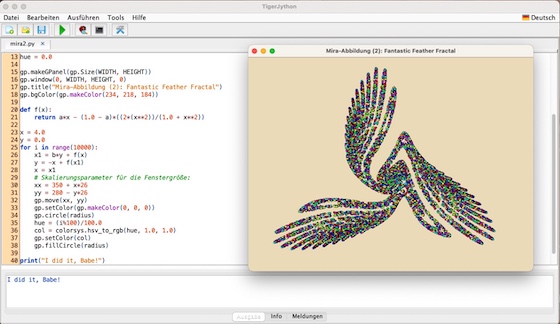 TigerJython
Datei Bearbeiten Ausführen Tools Hilfe
Deutsch
mira2.py
13 hue = 0.0
15 gp.makeGPanel(gp.Size(WIDTH, HEIGHT))
16 gp.window(0, WIDTH, HEIGHT, 0)
17 gp.title("Mira-Abbildung (2): Fantastic Feather Fractal")
18 gp.bgColor(gp.makeColor(234, 218, 184))
20 def f(x):
21 return a*x - (1.0 - a)*((2*(x**2))/(1.0 + x**2))
23 x = 4.0
24 y = 0.0
25 for i in range(10000):
26 x1 = b*y + f(x)
27 y = -x + f(x1)
28 x = x1
29 # Skalierungsparameter für die Fenstergröße:
30 xx = 350 + x*26
31 yy = 280 - y*26
32 gp.move(xx, yy)
33 gp.setColor(gp.makeColor(0, 0, 0))
34 gp.circle(radius)
35 hue = (i%100)/100.0
36 col = colorsys.hsv_to_rgb(hue, 1.0, 1.0)
37 gp.setColor(col)
38 gp.fillCircle(radius)
40 print("I did it, Babe!")
Mira-Abbildung (2): Fantastic Feather Fractal
I did it, Babe!
Ausgabe Info Meldungen